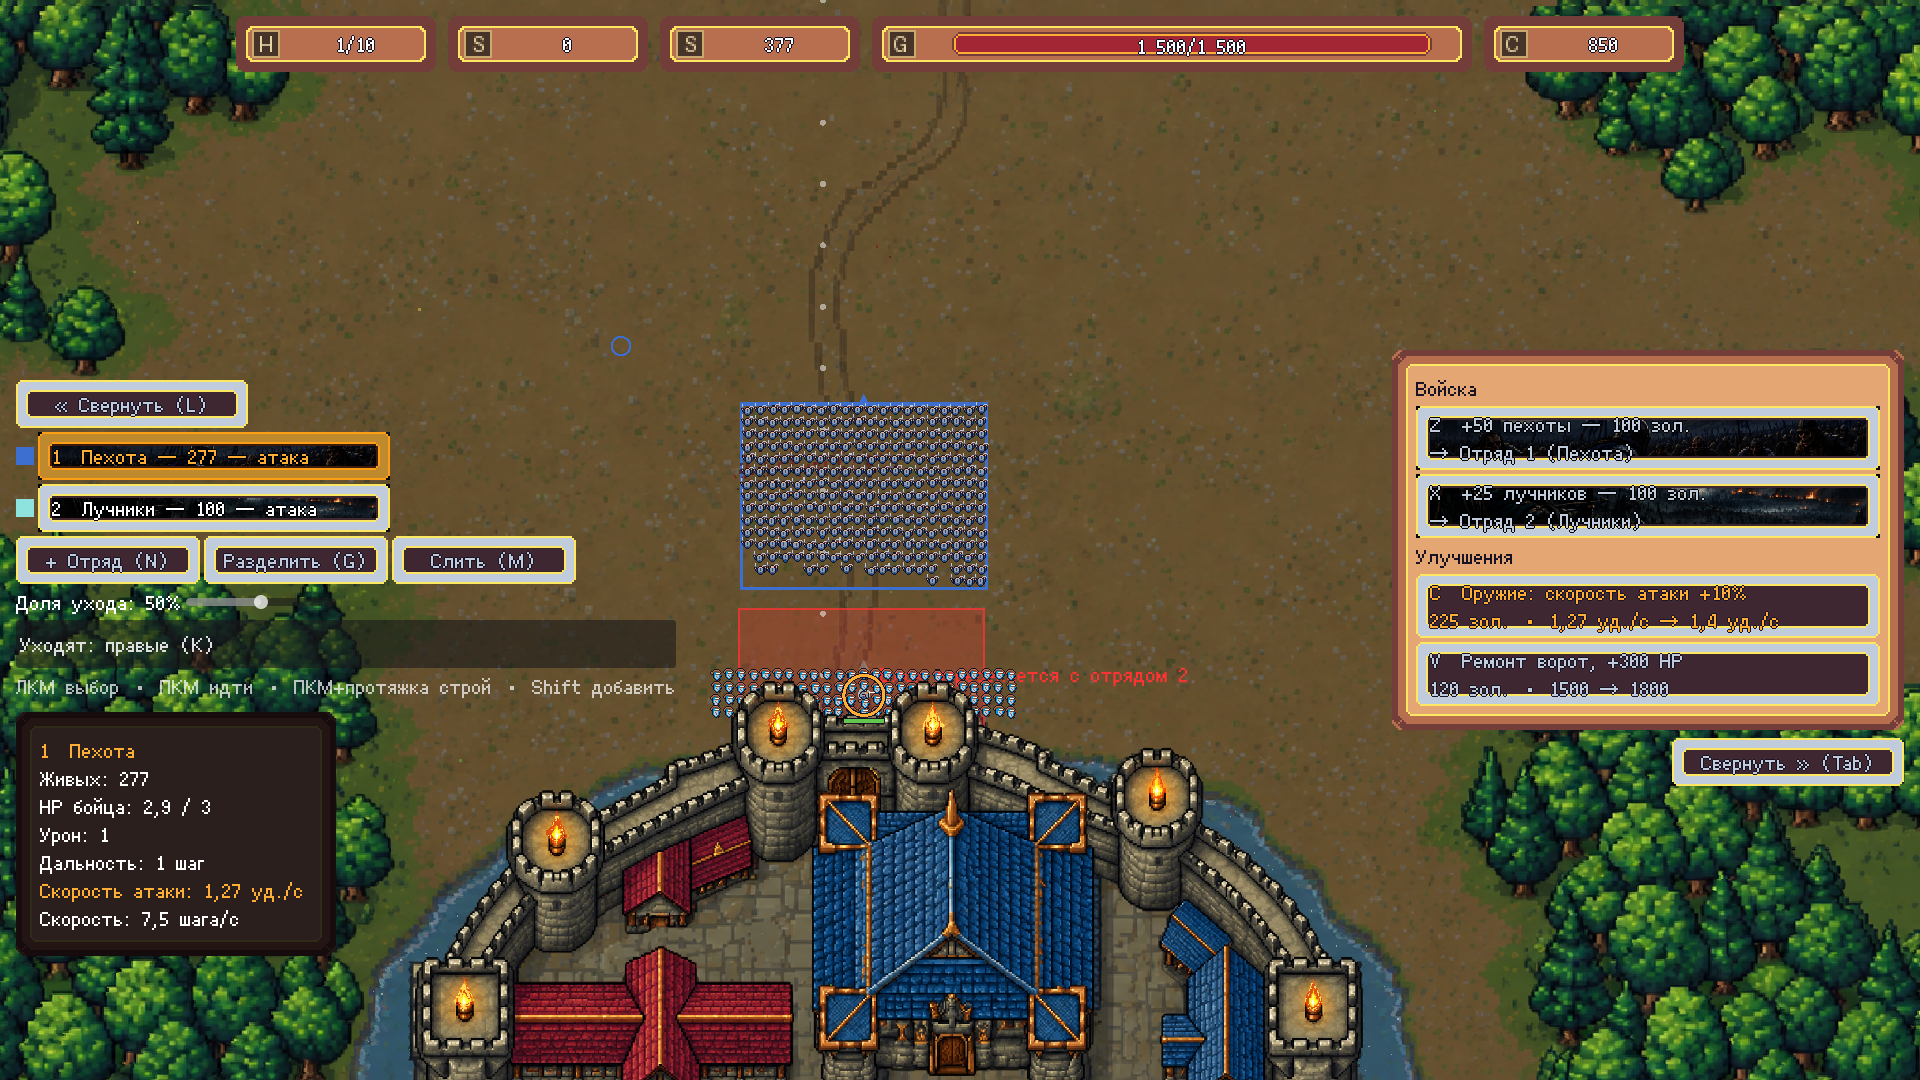 H 1/10
S 0
S 377
G 1 500/1 500
C 850
« Свернуть (L)
1 Пехота — 277 — атака
2 Лучники — 100 — атака
+ Отряд (N)
Разделить (G)
Слить (M)
Доля ухода: 50%
Уходят: правые (K)
ЛКМ выбор · ПКМ идти · ПКМ+протяжка строй · Shift добавить
с отрядом 2.
1 Пехота
Живых: 277
HP бойца: 2,9 / 3
Урон: 1
Дальность: 1 шаг
Скорость атаки: 1,27 уд./с
Скорость: 7,5 шага/с
Войска
Z +50 пехоты — 100 зол.
→ Отряд 1 (Пехота)
X +25 лучников — 100 зол.
→ Отряд 2 (Лучники)
Улучшения
C Оружие: скорость атаки +10%
225 зол. · 1,27 уд./с → 1,4 уд./с
V Ремонт ворот, +300 HP
120 зол. · 1500 → 1800
Свернуть » (Tab)